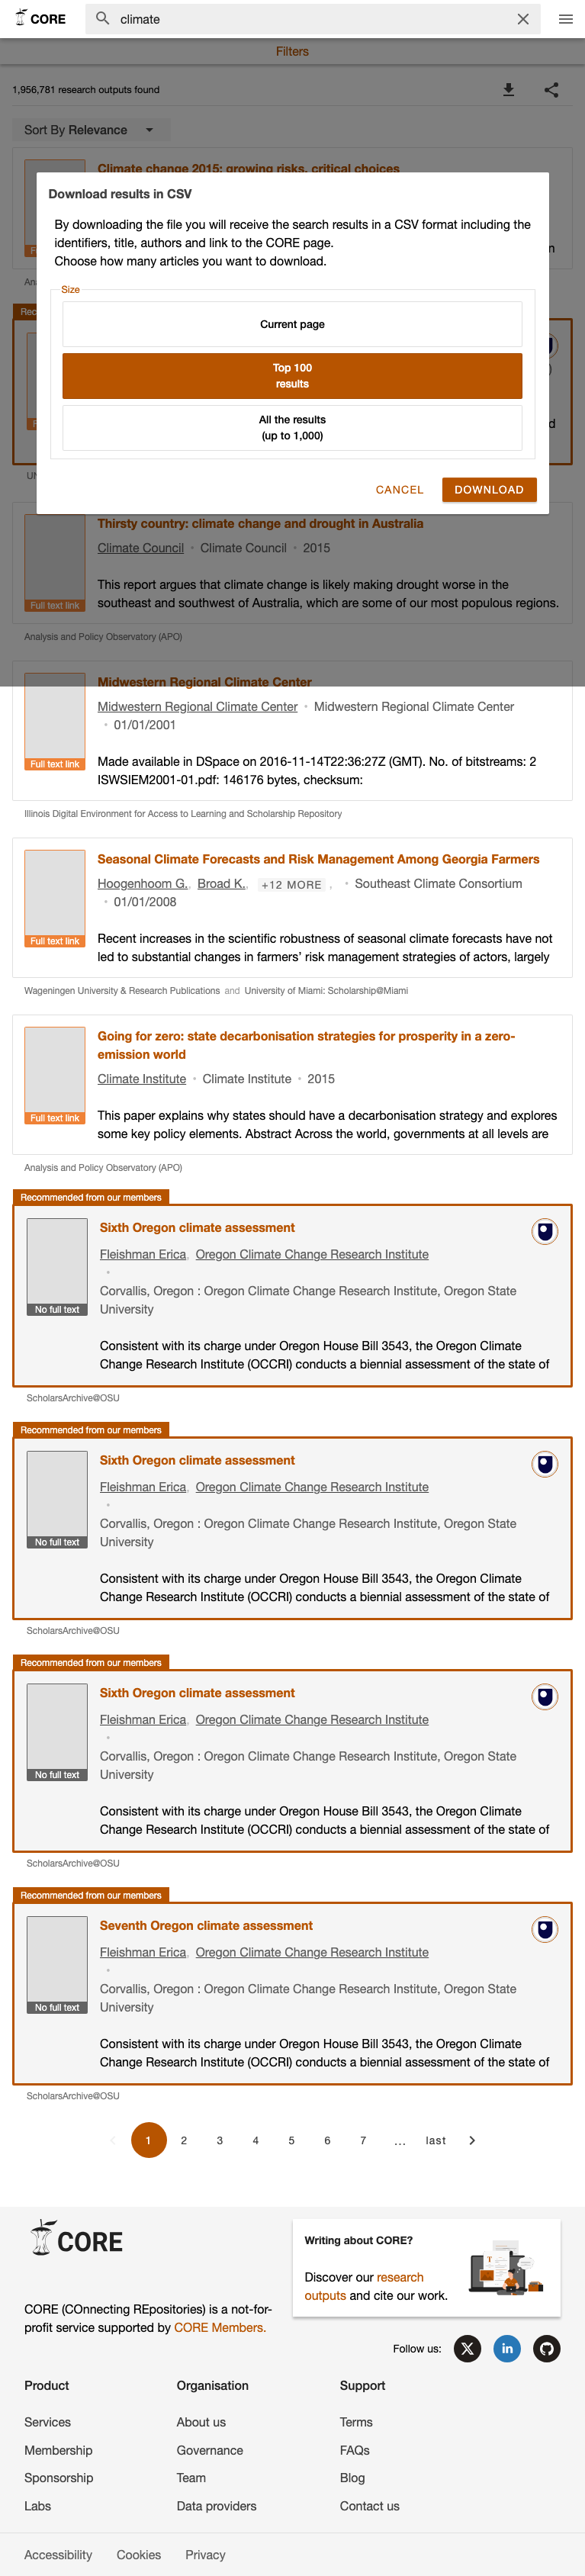 CORE
climate
Filters
1,956,781 research outputs found
Sort By Relevance
Climate change 2015: growing risks, critical choices
Download results in CSV
By downloading the file you will receive the search results in a CSV format including the
identifiers, title, authors and link to the CORE page.
Choose how many articles you want to download.
Size
Current page
Top 100
results
All the results
(up to 1,000)
CANCEL
DOWNLOAD
Thirsty country: climate change and drought in Australia
Climate Council • Climate Council • 2015
This report argues that climate change is likely making drought worse in the
southeast and southwest of Australia, which are some of our most populous regions.
Full text link
Analysis and Policy Observatory (APO)
Midwestern Regional Climate Center
Midwestern Regional Climate Center • Midwestern Regional Climate Center
• 01/01/2001
Made available in DSpace on 2016-11-14T22:36:27Z (GMT). No. of bitstreams: 2
ISWSIEM2001-01.pdf: 146176 bytes, checksum:
Full text link
Illinois Digital Environment for Access to Learning and Scholarship Repository
Seasonal Climate Forecasts and Risk Management Among Georgia Farmers
Hoogenhoom G., Broad K., +12 MORE , • Southeast Climate Consortium
• 01/01/2008
Recent increases in the scientific robustness of seasonal climate forecasts have not
led to substantial changes in farmers’ risk management strategies of actors, largely
Full text link
Wageningen University & Research Publications and University of Miami: Scholarship@Miami
Going for zero: state decarbonisation strategies for prosperity in a zero-
emission world
Climate Institute • Climate Institute • 2015
This paper explains why states should have a decarbonisation strategy and explores
some key policy elements. Abstract Across the world, governments at all levels are
Full text link
Analysis and Policy Observatory (APO)
Recommended from our members
Sixth Oregon climate assessment
Fleishman Erica, Oregon Climate Change Research Institute
•
Corvallis, Oregon : Oregon Climate Change Research Institute, Oregon State
University
No full text
Consistent with its charge under Oregon House Bill 3543, the Oregon Climate
Change Research Institute (OCCRI) conducts a biennial assessment of the state of
ScholarsArchive@OSU
Recommended from our members
Sixth Oregon climate assessment
Fleishman Erica, Oregon Climate Change Research Institute
•
Corvallis, Oregon : Oregon Climate Change Research Institute, Oregon State
University
No full text
Consistent with its charge under Oregon House Bill 3543, the Oregon Climate
Change Research Institute (OCCRI) conducts a biennial assessment of the state of
ScholarsArchive@OSU
Recommended from our members
Sixth Oregon climate assessment
Fleishman Erica, Oregon Climate Change Research Institute
•
Corvallis, Oregon : Oregon Climate Change Research Institute, Oregon State
University
No full text
Consistent with its charge under Oregon House Bill 3543, the Oregon Climate
Change Research Institute (OCCRI) conducts a biennial assessment of the state of
ScholarsArchive@OSU
Recommended from our members
Seventh Oregon climate assessment
Fleishman Erica, Oregon Climate Change Research Institute
•
Corvallis, Oregon : Oregon Climate Change Research Institute, Oregon State
University
No full text
Consistent with its charge under Oregon House Bill 3543, the Oregon Climate
Change Research Institute (OCCRI) conducts a biennial assessment of the state of
ScholarsArchive@OSU
1 2 3 4 5 6 7 ... last
CORE
CORE (COnnecting REpositories) is a not-for-
profit service supported by CORE Members.
Writing about CORE?
Discover our research
outputs and cite our work.
Follow us:
Product
Services
Membership
Sponsorship
Labs
Organisation
About us
Governance
Team
Data providers
Support
Terms
FAQs
Blog
Contact us
Accessibility Cookies Privacy